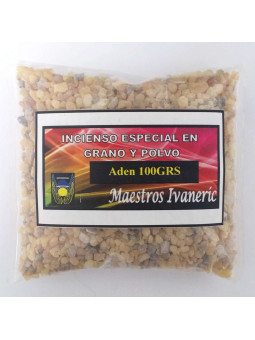 INCIENSO ESPECIAL EN
GRANO Y POLVO
Aden 100GRS
Maestros Ivaneric